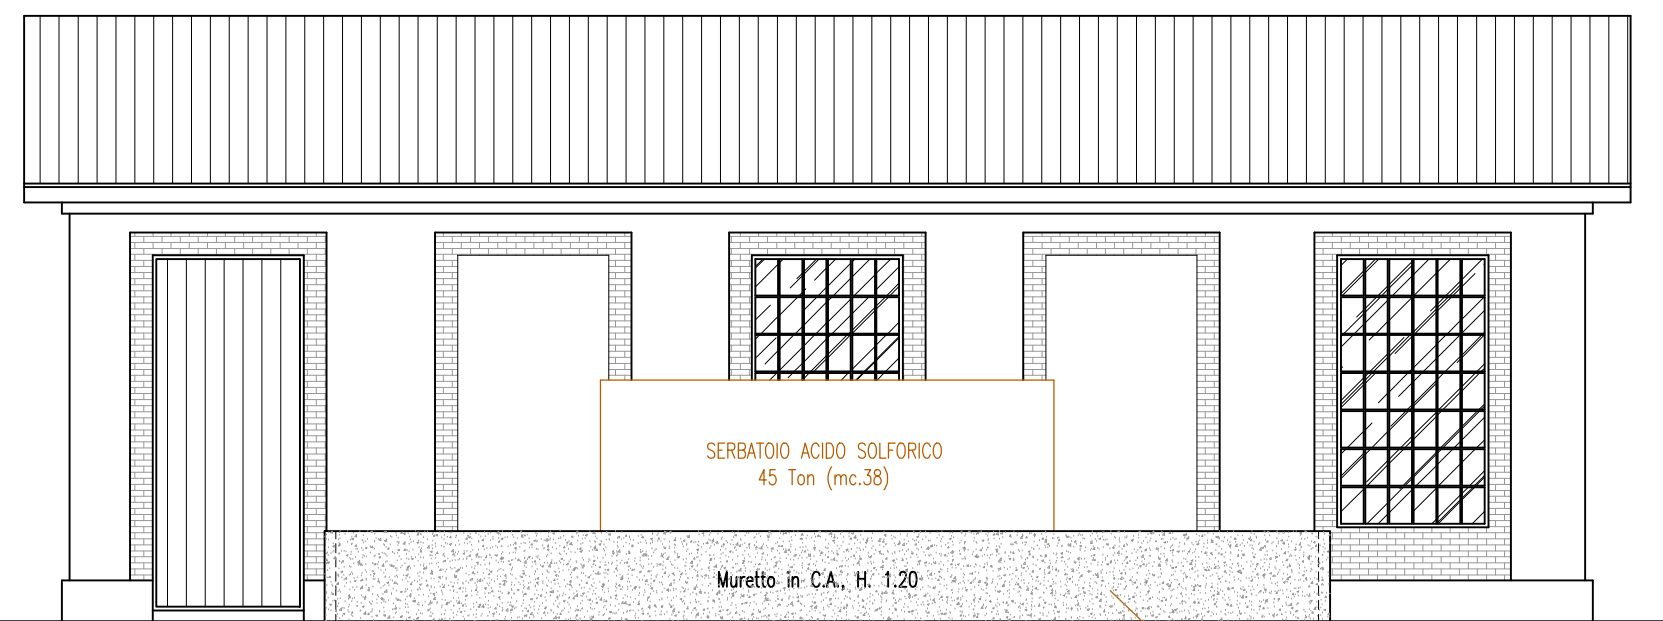 SERBATOIO ACIDO SOLFORICO
45 Ton (mc.38)
Muretto in C.A., H. 1.20